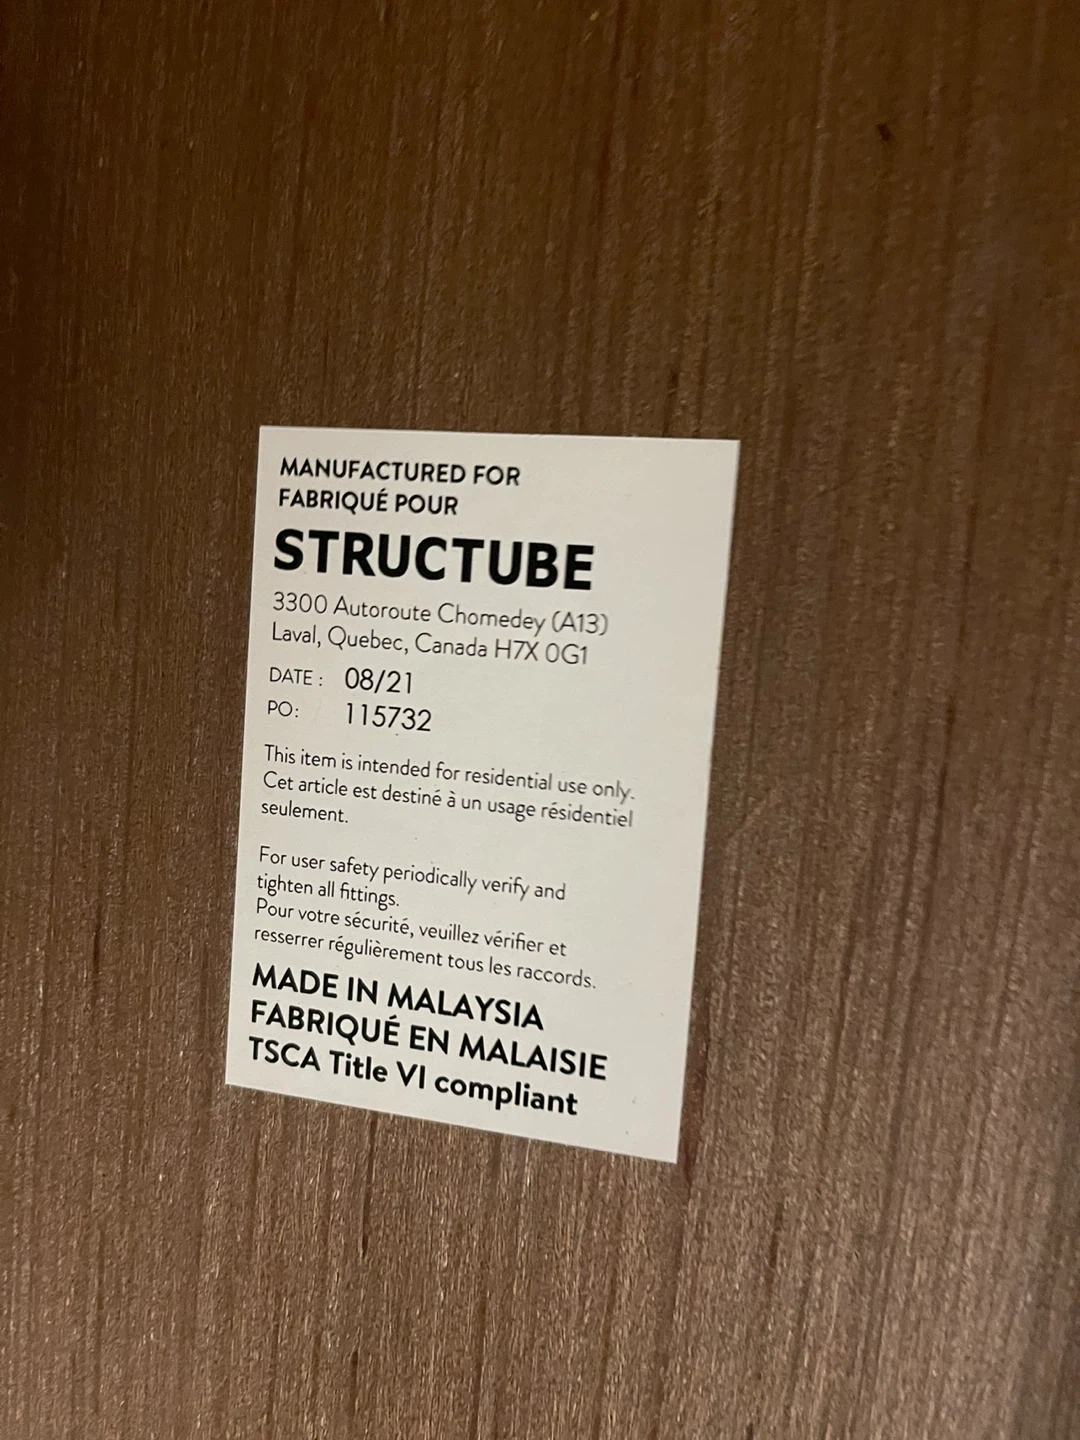 MANUFACTURED FOR
FABRIQUÉ POUR
STRUCTUBE
3300 Autoroute Chomedey (A13)
Laval, Quebec, Canada H7X 0G1
DATE : 08/21
PO: 115732
This item is intended for residential use only.
Cet article est destiné à un usage résidentiel
seulement.
For user safety periodically verify and
tighten all fittings.
Pour votre sécurité, veuillez vérifier et
resserrer régulièrement tous les raccords.
MADE IN MALAYSIA
FABRIQUÉ EN MALAISIE
TSCA Title VI compliant